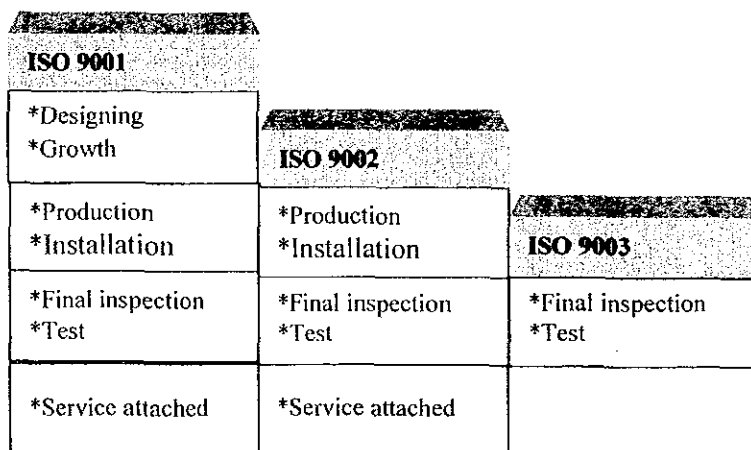 ISO 9001
*Designing
*Growth
*Production
*Installation
*Final inspection
*Test
*Service attached
ISO 9002
*Production
*Installation
*Final inspection
*Test
*Service attached
ISO 9003
*Final inspection
*Test